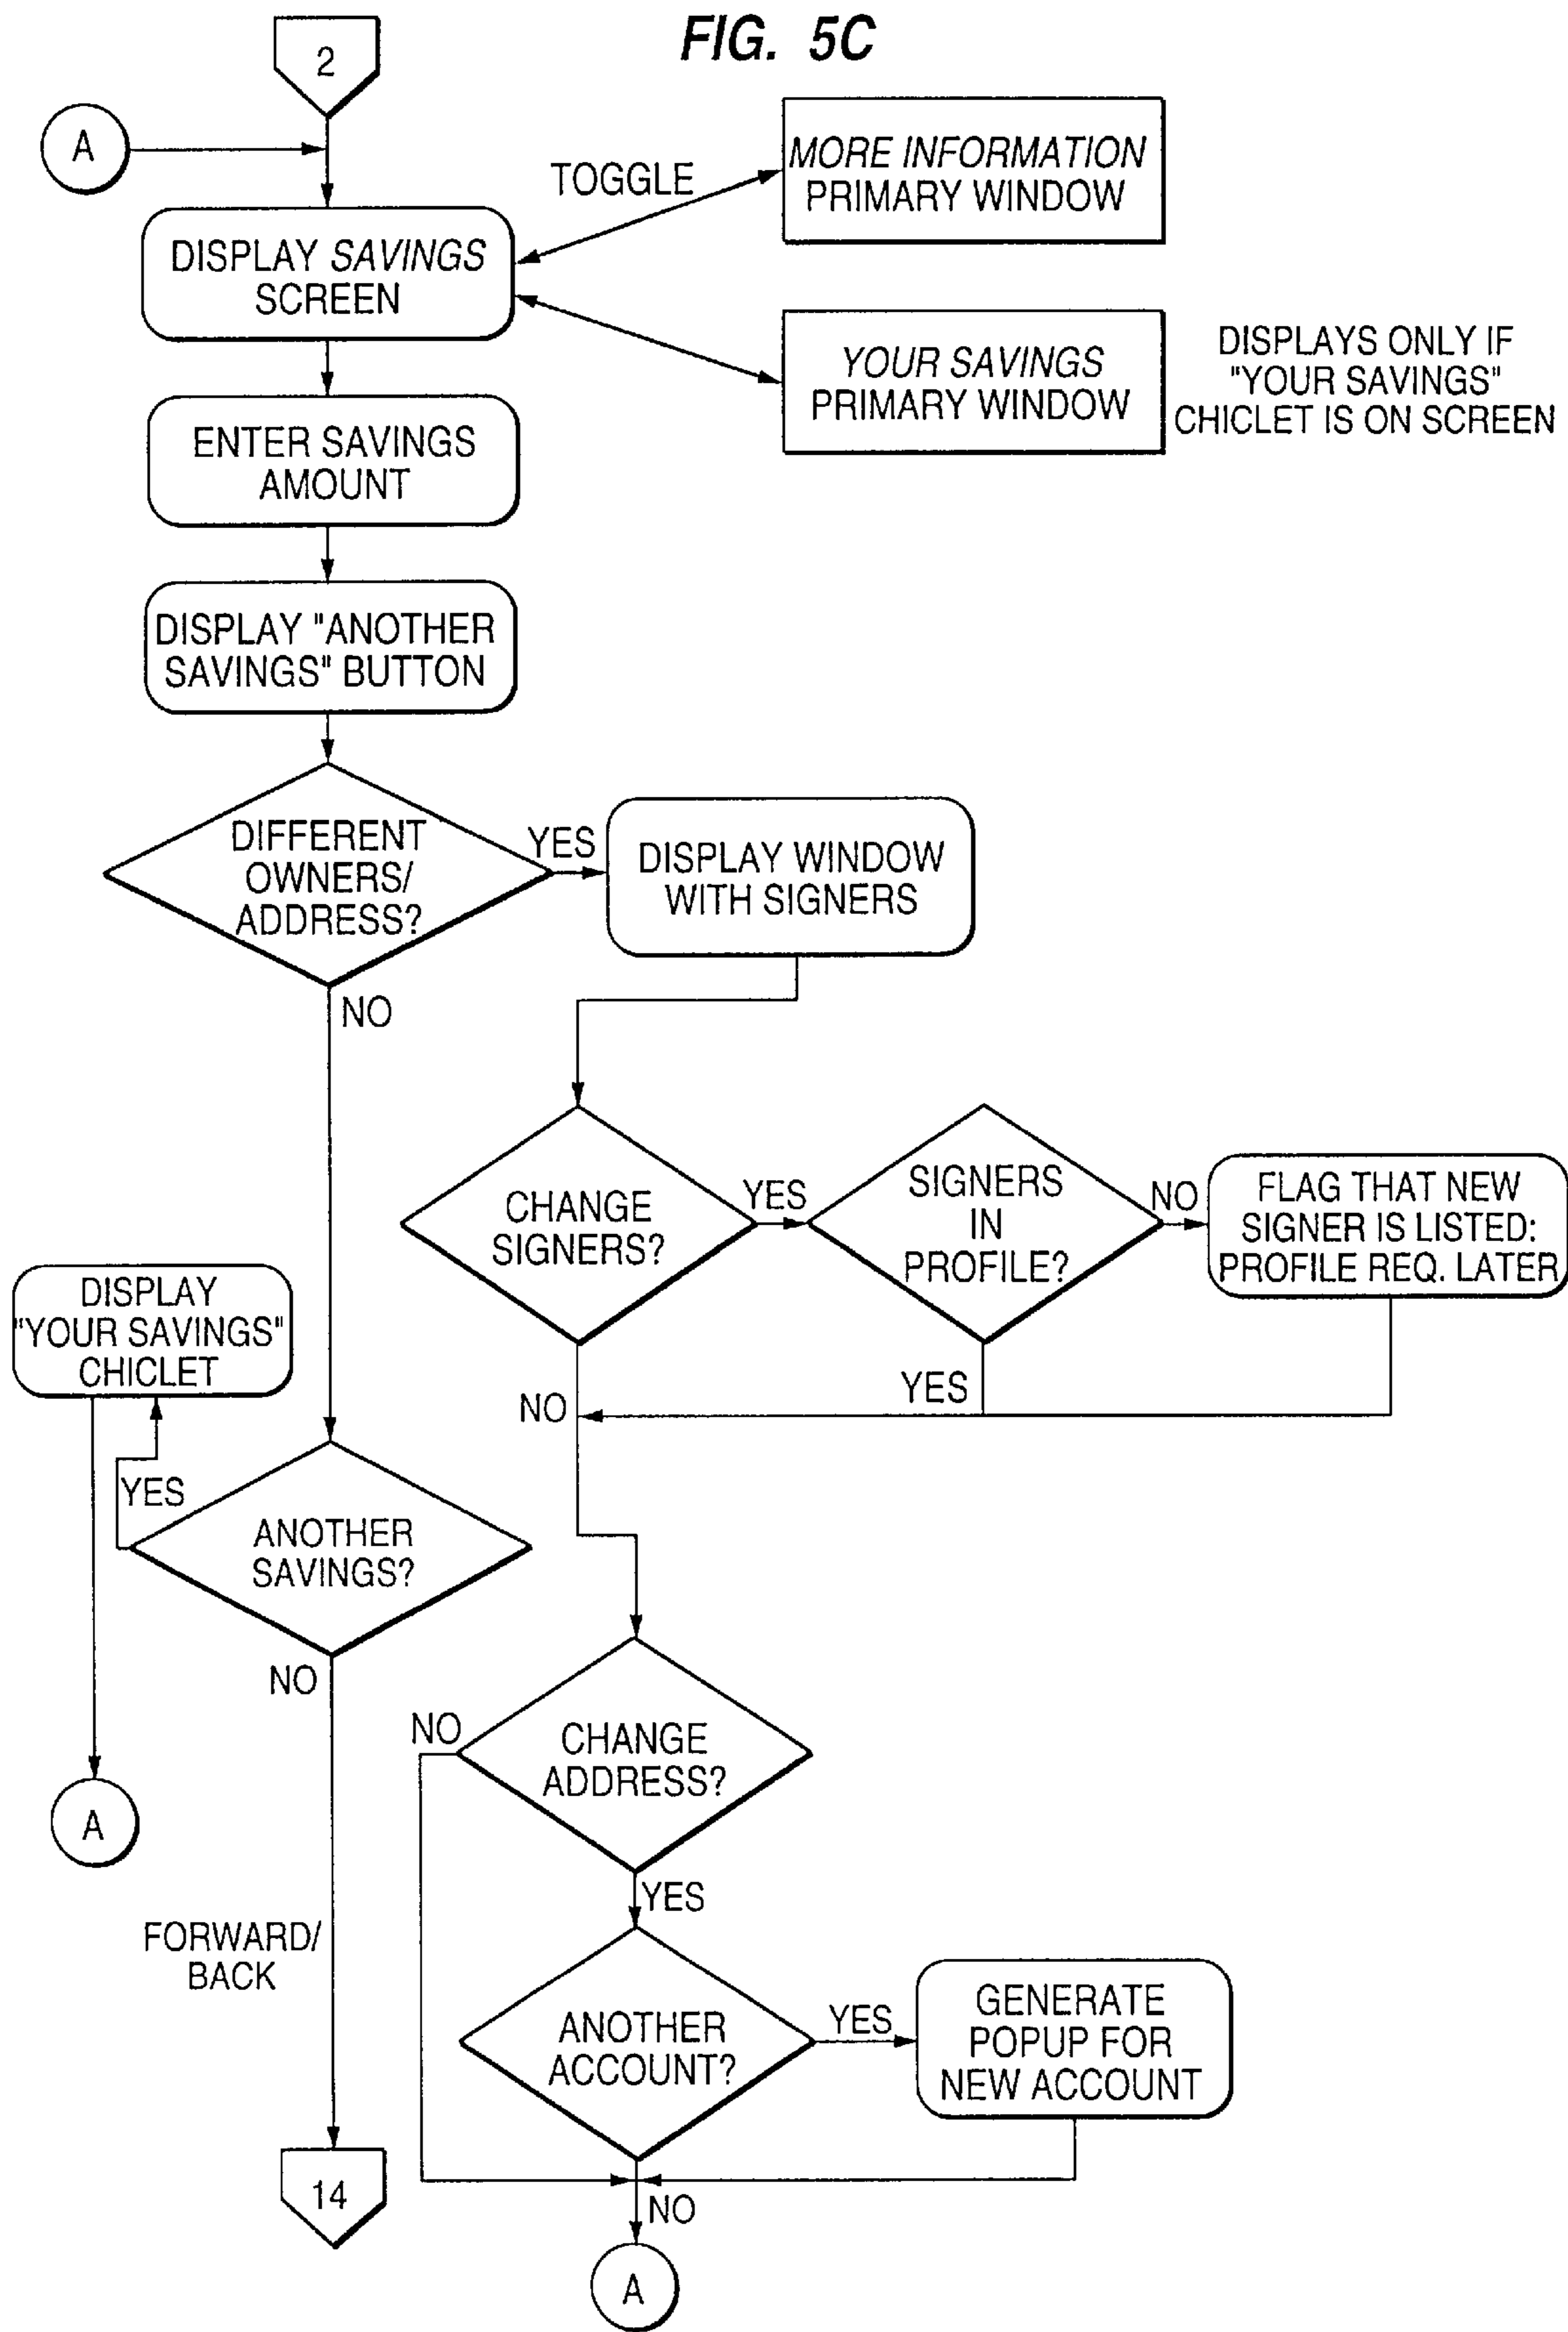 FIG. 5C
2
A
TOGGLE
MORE INFORMATION
PRIMARY WINDOW
DISPLAY SAVINGS
SCREEN
YOUR SAVINGS
PRIMARY WINDOW
DISPLAYS ONLY IF
"YOUR SAVINGS"
CHICLET IS ON SCREEN
ENTER SAVINGS
AMOUNT
DISPLAY "ANOTHER
SAVINGS" BUTTON
DIFFERENT
OWNERS/
ADDRESS?
YES
DISPLAY WINDOW
WITH SIGNERS
NO
CHANGE
SIGNERS?
YES
SIGNERS
IN
PROFILE?
NO
FLAG THAT NEW
SIGNER IS LISTED:
PROFILE REQ. LATER
YES
NO
DISPLAY
"YOUR SAVINGS"
CHICLET
YES
ANOTHER
SAVINGS?
NO
A
NO
CHANGE
ADDRESS?
YES
FORWARD/
BACK
ANOTHER
ACCOUNT?
YES
GENERATE
POPUP FOR
NEW ACCOUNT
14
NO
A